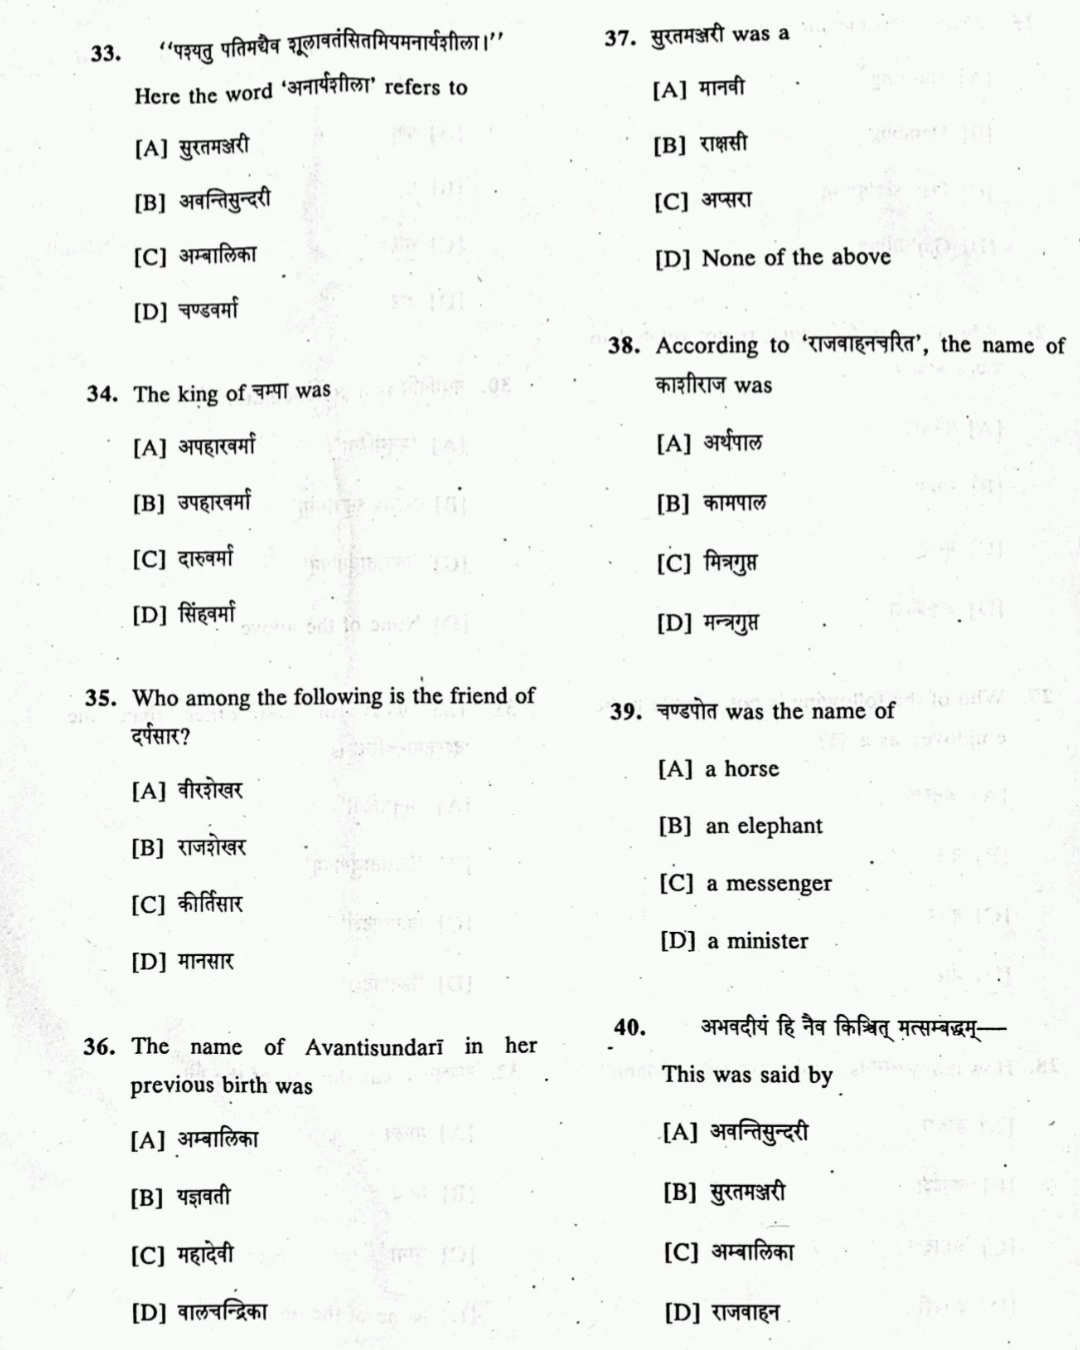 33. ‘‘पश्यतु पतिमद्यैव शूलावतंसितमियमनार्यशीला।’’
Here the word ‘अनार्यशीला’ refers to
[A] सुरतमञ्जरी
[B] अवन्तिसुन्दरी
[C] अम्बालिका
[D] चण्डवर्मा
34. The king of चम्पा was
[A] अपहारवर्मा
[B] उपहारवर्मा
[C] दारुवर्मा
[D] सिंहवर्मा
35. Who among the following is the friend of
दर्पसार?
[A] वीरशेखर
[B] राजशेखर
[C] कीर्तिसार
[D] मानसार
36. The name of Avantisundarī in her
previous birth was
[A] अम्बालिका
[B] यज्ञवती
[C] महादेवी
[D] वालचन्द्रिका
37. सुरतमञ्जरी was a
[A] मानवी
[B] राक्षसी
[C] अप्सरा
[D] None of the above
38. According to ‘राजवाहनचरित’, the name of
काशीराज was
[A] अर्थपाल
[B] कामपाल
[C] मित्रगुप्त
[D] मन्त्रगुप्त
39. चण्डपोत was the name of
[A] a horse
[B] an elephant
[C] a messenger
[D] a minister
40. अभवदीयं हि नैव किञ्चित् मत्सम्बद्धम्—
This was said by
[A] अवन्तिसुन्दरी
[B] सुरतमञ्जरी
[C] अम्बालिका
[D] राजवाहन